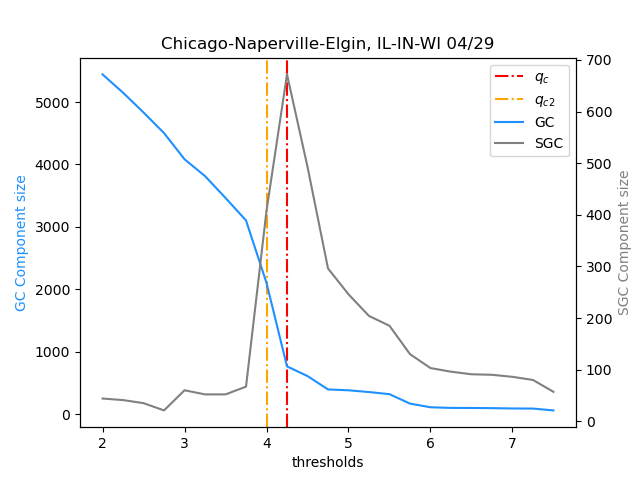 Chicago-Naperville-Elgin, IL-IN-WI 04/29
GC Component size
5000
4000
3000
2000
1000
0
q_c
q_c2
GC
SGC
700
600
500
400
300
200
100
0
SGC Component size
2 3 4 5 6 7
thresholds